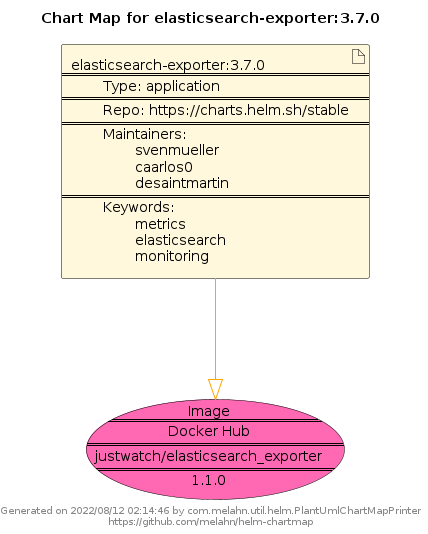 Chart Map for elasticsearch-exporter:3.7.0
elasticsearch-exporter:3.7.0
Type: application
Repo: https://charts.helm.sh/stable
Maintainers:
svenmueller
caarlos0
desaintmartin
Keywords:
metrics
elasticsearch
monitoring
Image
Docker Hub
justwatch/elasticsearch_exporter
1.1.0
Generated on 2022/08/12 02:14:46 by com.melahn.util.helm.PlantUmlChartMapPrinter
https://github.com/melahn/helm-chartmap